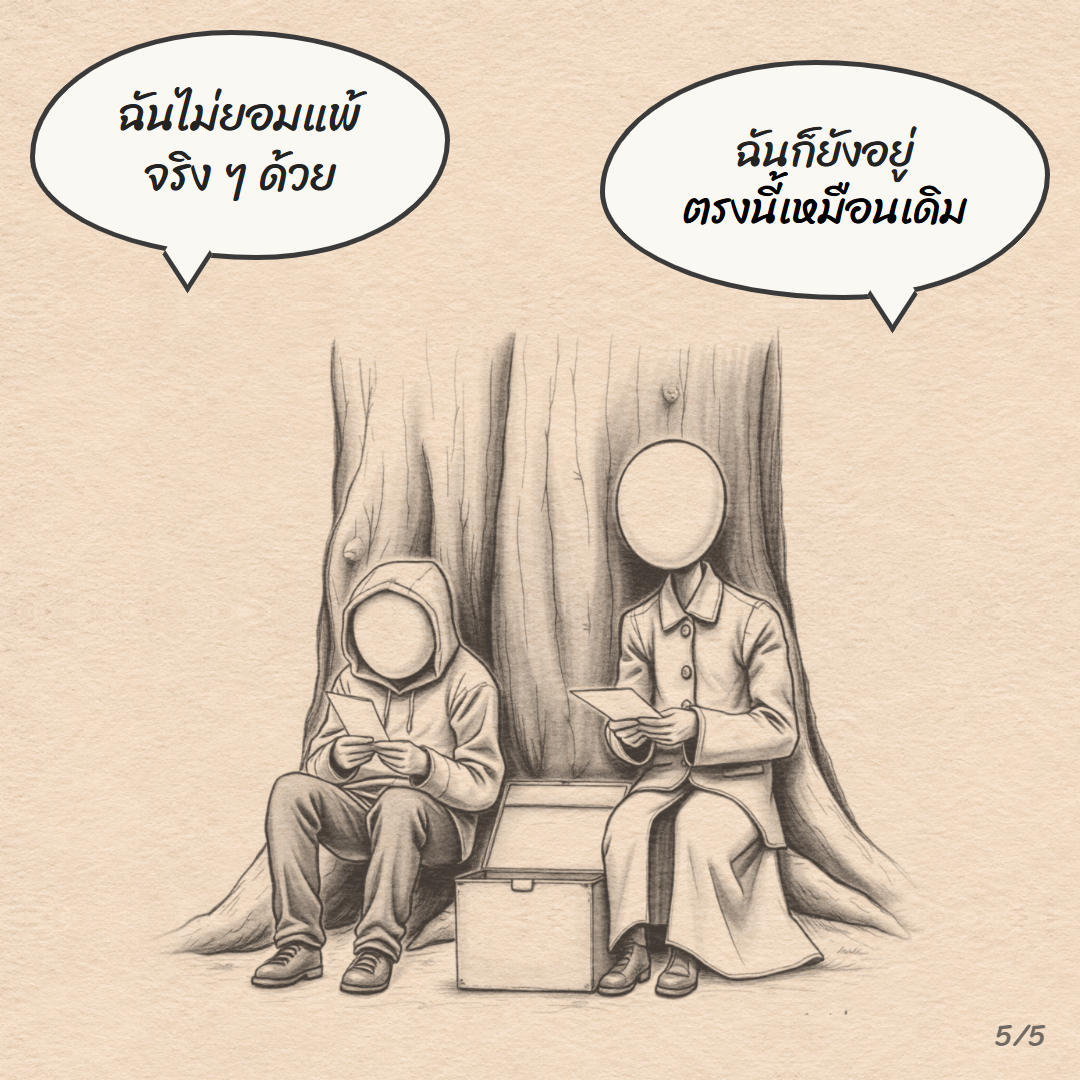 ฉันไม่ยอมแพ้
จริง ๆ ด้วย
ฉันก็ยังอยู่
ตรงนี้เหมือนเดิม
5/5